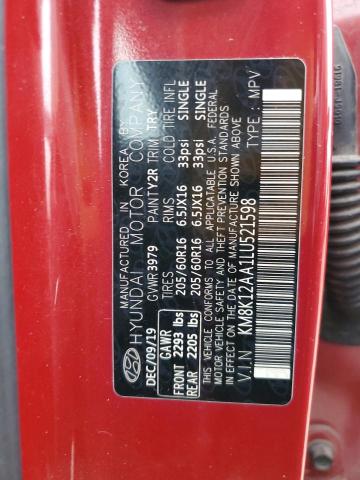 MANUFACTURED IN KOREA BY
HYUNDAI MOTOR COMPANY
DEC/09/19 GVWR 3979 PAINT Y2R TRIM TRY
GAWR TIRES RIMS COLD TIRE INFL
FRONT 2293 lbs 205/60R16 6.5JX16 33psi SINGLE
REAR 2205 lbs 205/60R16 6.5JX16 33psi SINGLE
THIS VEHICLE CONFORMS TO ALL APPLICABLE U.S.A. FEDERAL
MOTOR VEHICLE SAFETY AND THEFT PREVENTION
STANDARDS IN EFFECT ON THE DATE OF MANUFACTURE SHOWN ABOVE.
V.I.N : KM8K12AA1LU521598 TYPE : MPV